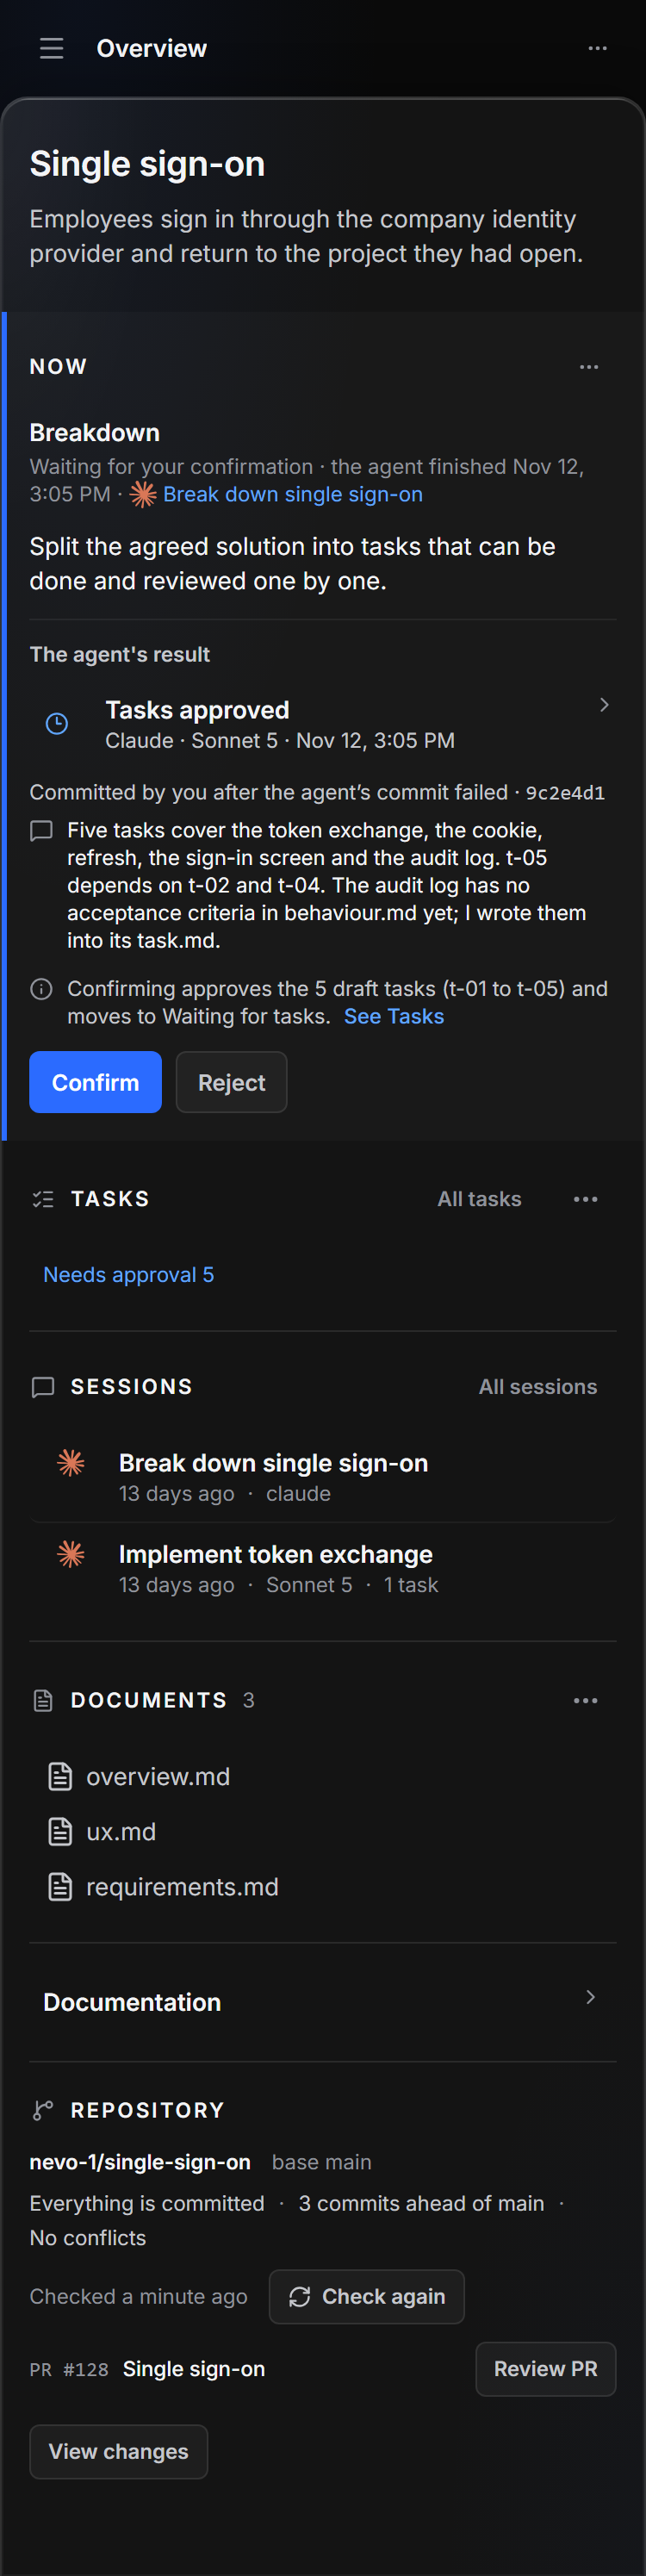 Overview
Single sign-on
Employees sign in through the company identity
provider and return to the project they had open.
NOW
Breakdown
Waiting for your confirmation · the agent finished Nov 12,
3:05 PM · Break down single sign-on
Split the agreed solution into tasks that can be
done and reviewed one by one.
The agent's result
Tasks approved
Claude · Sonnet 5 · Nov 12, 3:05 PM
Committed by you after the agent’s commit failed · 9c2e4d1
Five tasks cover the token exchange, the cookie,
refresh, the sign-in screen and the audit log. t-05
depends on t-02 and t-04. The audit log has no
acceptance criteria in behaviour.md yet; I wrote them
into its task.md.
Confirming approves the 5 draft tasks (t-01 to t-05) and
moves to Waiting for tasks. See Tasks
Confirm Reject
TASKS All tasks
Needs approval 5
SESSIONS All sessions
Break down single sign-on
13 days ago · claude
Implement token exchange
13 days ago · Sonnet 5 · 1 task
DOCUMENTS 3
overview.md
ux.md
requirements.md
Documentation
REPOSITORY
nevo-1/single-sign-on base main
Everything is committed · 3 commits ahead of main ·
No conflicts
Checked a minute ago Check again
PR #128 Single sign-on Review PR
View changes